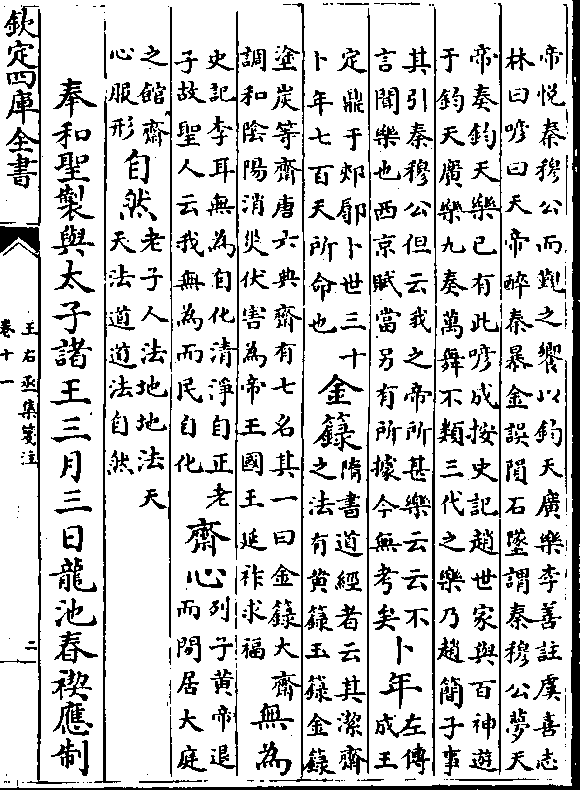 帝悅秦穆公而覲之饗以鈞天廣樂李善註虞喜志
林曰喭曰天帝醉秦暴金誤隕石墜謂秦穆公夢天
帝奏鈞天樂已有此喭成按史記趙世家與百神遊
于鈞天廣樂九奏萬舞不類三代之樂乃趙簡子事
其引秦穆公但云我之帝所甚樂云云不
言聞樂也西京賦當另有所據今無考矣
卜年
左傳
成王
定鼎于郟鄏卜世三十
卜年七百天所命也
金籙
隋書道經者云其潔齋
之法有黄籙玉籙金籙
塗炭等齋唐六典齋有七名其一曰金籙大齋
調和陰陽消災伏害為帝王國王延祚求福
無為
史記李耳無為自化清淨自正老
子故聖人云我無為而民自化
齋心
列子黄帝退
而閒居大庭
之館齋
心服形
自然
老子人法地地法天
天法道道法自然
奉和聖製與太子諸王三月三日龍池春禊應制
欽定四庫全書
王右丞集箋注
卷十一
二